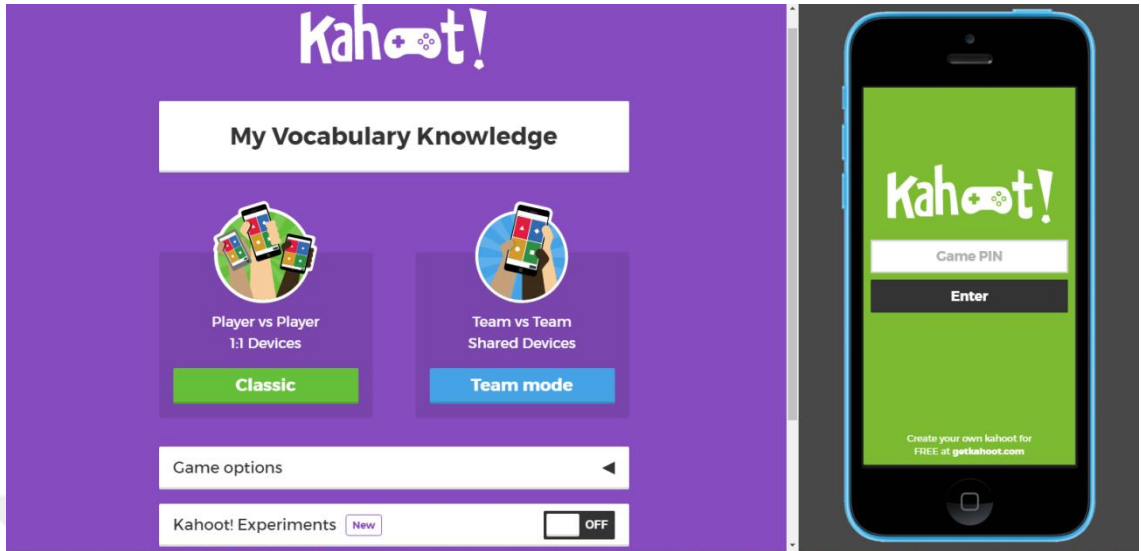 Kahoot!
My Vocabulary Knowledge
Player vs Player
1:1 Devices
Classic
Team vs Team
Shared Devices
Team mode
Game options
Kahoot! Experiments New
OFF
Kahoot!
Game PIN
Enter
Create your own kahoot for
FREE at getkahoot.com